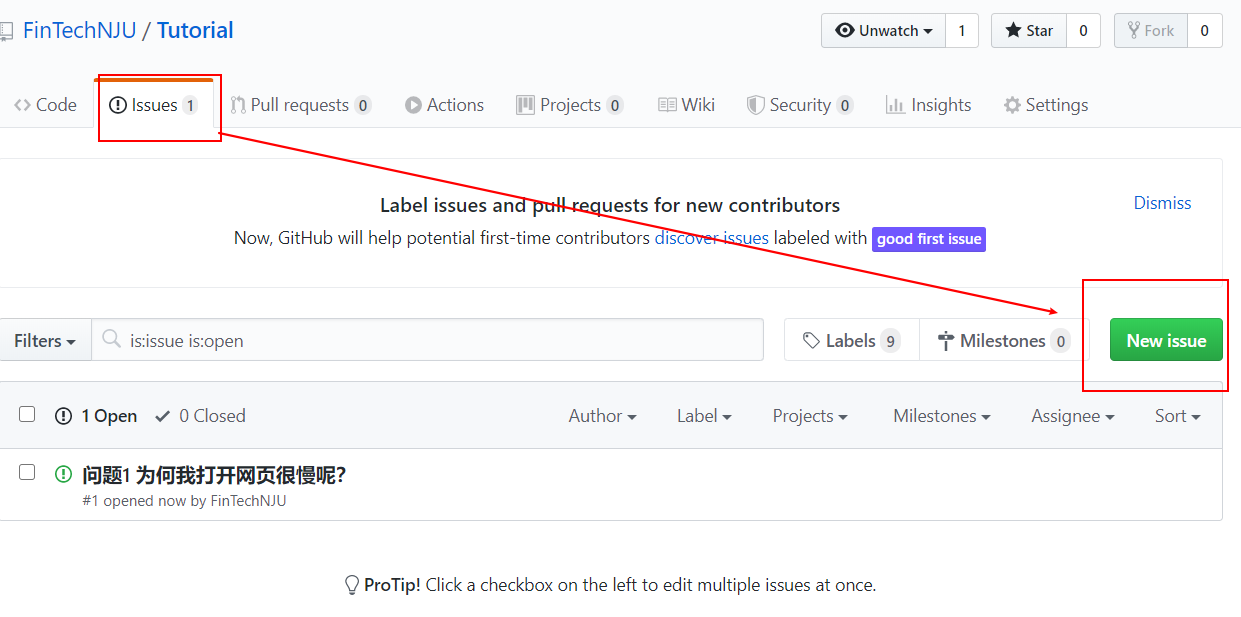 FinTechNJU / Tutorial
Unwatch 1 Star 0 Fork 0
Code Issues 1 Pull requests 0 Actions Projects 0 Wiki Security 0 Insights Settings
Label issues and pull requests for new contributors
Dismiss
Now, GitHub will help potential first-time contributors discover issues labeled with good first issue
Filters is:issue is:open Labels 9 Milestones 0 New issue
1 Open 0 Closed Author Label Projects Milestones Assignee Sort
问题1 为何我打开网页很慢呢?
#1 opened now by FinTechNJU
ProTip! Click a checkbox on the left to edit multiple issues at once.